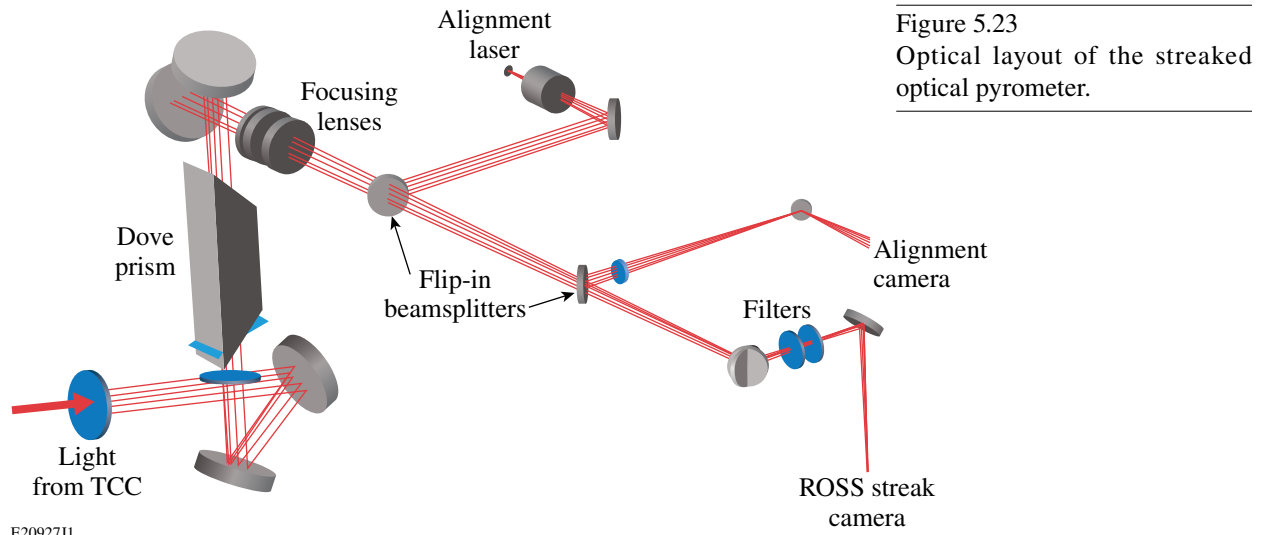 Figure 5.23
Optical layout of the streaked
optical pyrometer.
Alignment
laser
Focusing
lenses
Dove
prism
Flip-in
beamsplitters
Alignment
camera
Filters
Light
from TCC
ROSS streak
camera